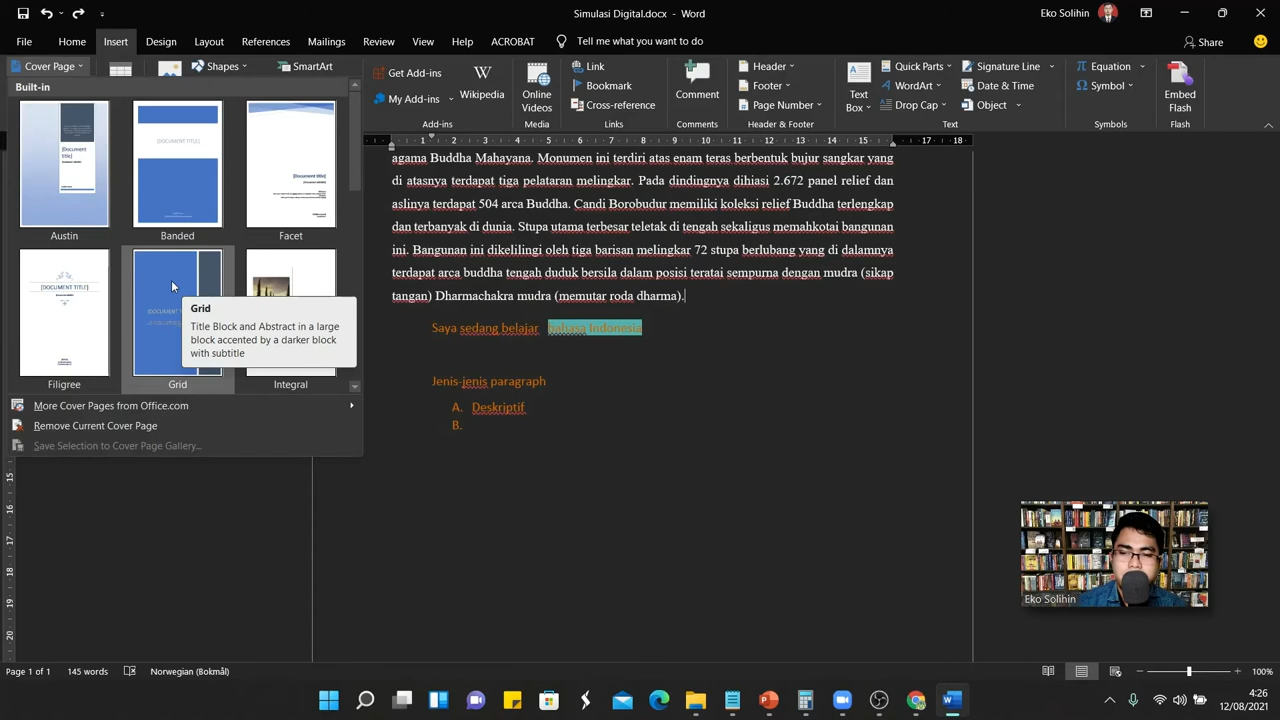 Simulasi Digital.docx - Word
Eko Solihin
File
Home
Insert
Design
Layout
References
Mailings
Review
View
Help
ACROBAT
Tell me what you want to do
Share
Cover Page
Shapes
SmartArt
Get Add-ins
My Add-ins
Wikipedia
Online
Videos
Link
Bookmark
Cross-reference
Comment
Header
Footer
Page Number
Text
Box
Quick Parts
WordArt
Drop Cap
Signature Line
Date & Time
Object
Equation
Symbol
Embed
Flash
Add-ins
Media
Links
Comments
Header & Footer
Text
Symbols
Flash
Built-in
Austin
Banded
Facet
Filigree
Grid
Integral
[DOCUMENT TITLE]
[Document title]
Grid
Title Block and Abstract in a large
block accented by a darker block
with subtitle
More Cover Pages from Office.com
Remove Current Cover Page
Save Selection to Cover Page Gallery...
agama Buddha Mahayana. Monumen ini terdiri atas enam teras berbentuk bujur sangkar yang
di atasnya terdapat tiga pelataran melingkar. Pada dindingnya terdapat 2.672 panel relief dan
aslinya terdapat 504 arca Buddha. Candi Borobudur memiliki koleksi relief Buddha terlengkap
dan terbanyak di dunia. Stupa utama terbesar teletak di tengah sekaligus memahkotai bangunan
ini. Bangunan ini dikelilingi oleh tiga barisan melingkar 72 stupa berlubang yang di dalamnya
terdapat arca buddha tengah duduk bersila dalam posisi teratai sempurna dengan mudra (sikap
tangan) Dharmachakra mudra (memutar roda dharma).
Saya sedang belajar bahasa Indonesia
Jenis-jenis paragraph
A. Deskriptif
B.
Eko Solihin
Page 1 of 1
145 words
Norwegian (Bokmål)
100%
4:26
12/08/2021